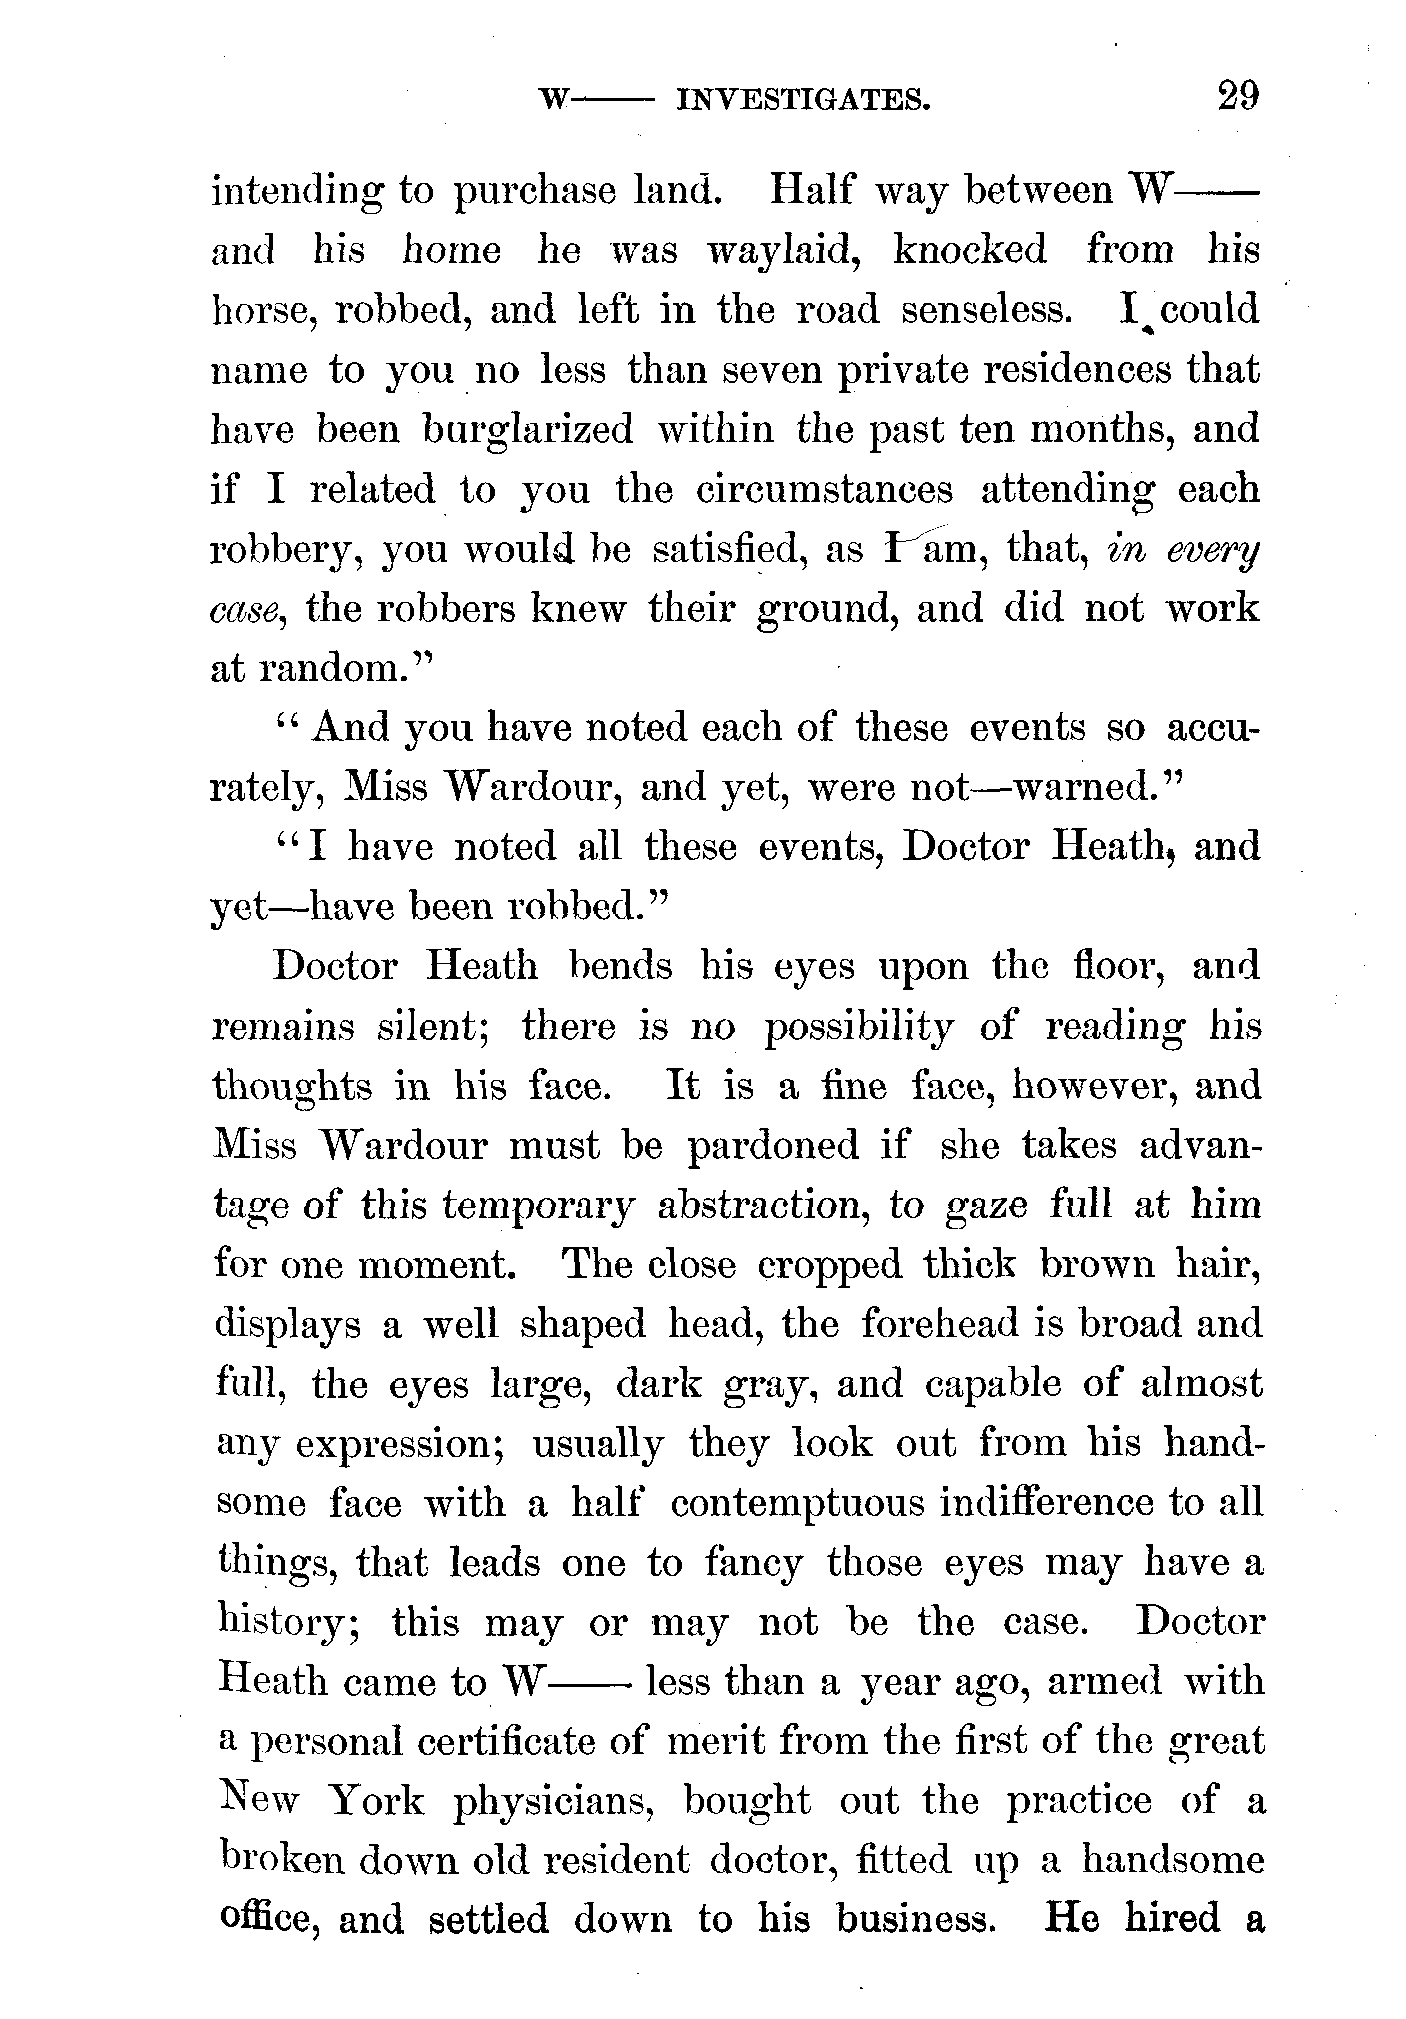 W—— INVESTIGATES. 29
intending to purchase land. Half way between W——
and his home he was waylaid, knocked from his
horse, robbed, and left in the road senseless. I could
name to you no less than seven private residences that
have been burglarized within the past ten months, and
if I related to you the circumstances attending each
robbery, you would be satisfied, as I am, that, in every
case, the robbers knew their ground, and did not work
at random."
"And you have noted each of these events so accu-
rately, Miss Wardour, and yet, were not—warned."
"I have noted all these events, Doctor Heath, and
yet—have been robbed."
Doctor Heath bends his eyes upon the floor, and
remains silent; there is no possibility of reading his
thoughts in his face. It is a fine face, however, and
Miss Wardour must be pardoned if she takes advan-
tage of this temporary abstraction, to gaze full at him
for one moment. The close cropped thick brown hair,
displays a well shaped head, the forehead is broad and
full, the eyes large, dark gray, and capable of almost
any expression; usually they look out from his hand-
some face with a half contemptuous indifference to all
things, that leads one to fancy those eyes may have a
history; this may or may not be the case. Doctor
Heath came to W—— less than a year ago, armed with
a personal certificate of merit from the first of the great
New York physicians, bought out the practice of a
broken down old resident doctor, fitted up a handsome
office, and settled down to his business. He hired a